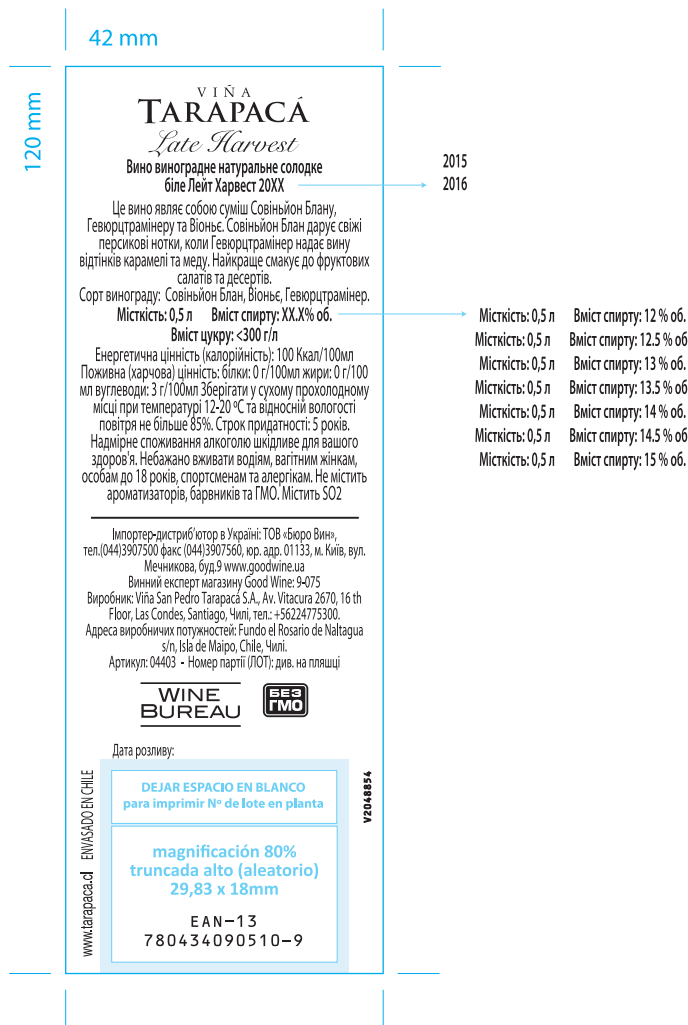 42 mm
120 mm
VIÑA
TARAPACÁ
Late Harvest
Вино виноградне натуральне солодке
біле Лейт Харвест 20XX
2015
2016
Це вино являє собою суміш Совіньйон Блану,
Гевюрцтрамінеру та Віоньє. Совіньйон Блан дарує свіжі
персикові нотки, коли Гевюрцтрамінер надає вину
відтінків карамелі та меду. Найкраще смакує до фруктових
салатів та десертів.
Сорт винограду: Совіньйон Блан, Віоньє, Гевюрцтрамінер.
Місткість: 0,5 л Вміст спирту: XX.X% об.
Вміст цукру: <300 г/л
Енергетична цінність (калорійність): 100 Ккал/100мл
Поживна (харчова) цінність: білки: 0 г/100мл жири: 0 г/100
мл вуглеводи: 3 г/100мл Зберігати у сухому прохолодному
місці при температурі 12-20 ºC та відносній вологості
повітря не більше 85%. Строк придатності: 5 років.
Надмірне споживання алкоголю шкідливе для вашого
здоров'я. Небажано вживати водіям, вагітним жінкам,
особам до 18 років, спортсменам та алергікам. Не містить
ароматизаторів, барвників та ГМО. Містить SO2
Місткість: 0,5 л Вміст спирту: 12 % об.
Місткість: 0,5 л Вміст спирту: 12.5 % об
Місткість: 0,5 л Вміст спирту: 13 % об.
Місткість: 0,5 л Вміст спирту: 13.5 % об
Місткість: 0,5 л Вміст спирту: 14 % об.
Місткість: 0,5 л Вміст спирту: 14.5 % об
Місткість: 0,5 л Вміст спирту: 15 % об.
Імпортер-дистриб'ютор в Україні: ТОВ «Бюро Вин»,
тел.(044)3907500 факс (044)3907560, юр. адр. 01133, м. Київ, вул.
Мечникова, буд.9 www.goodwine.ua
Винний експерт магазину Good Wine: 9-075
Виробник: Viña San Pedro Tarapacá S.A., Av. Vitacura 2670, 16 th
Floor, Las Condes, Santiago, Чилі, тел.: +56224775300.
Адреса виробничих потужностей: Fundo el Rosario de Naltagua
s/n, Isla de Maipo, Chile, Чилі.
Артикул: 04403 - Номер партії (ЛОТ): див. на пляшці
WINE
BUREAU
БЕЗ
ГМО
Дата розливу:
www.tarapaca.cl ENVASADO EN CHILE
DEJAR ESPACIO EN BLANCO
para imprimir Nº de lote en planta
V2048854
magnificación 80%
truncada alto (aleatorio)
29,83 x 18mm
EAN-13
780434090510-9